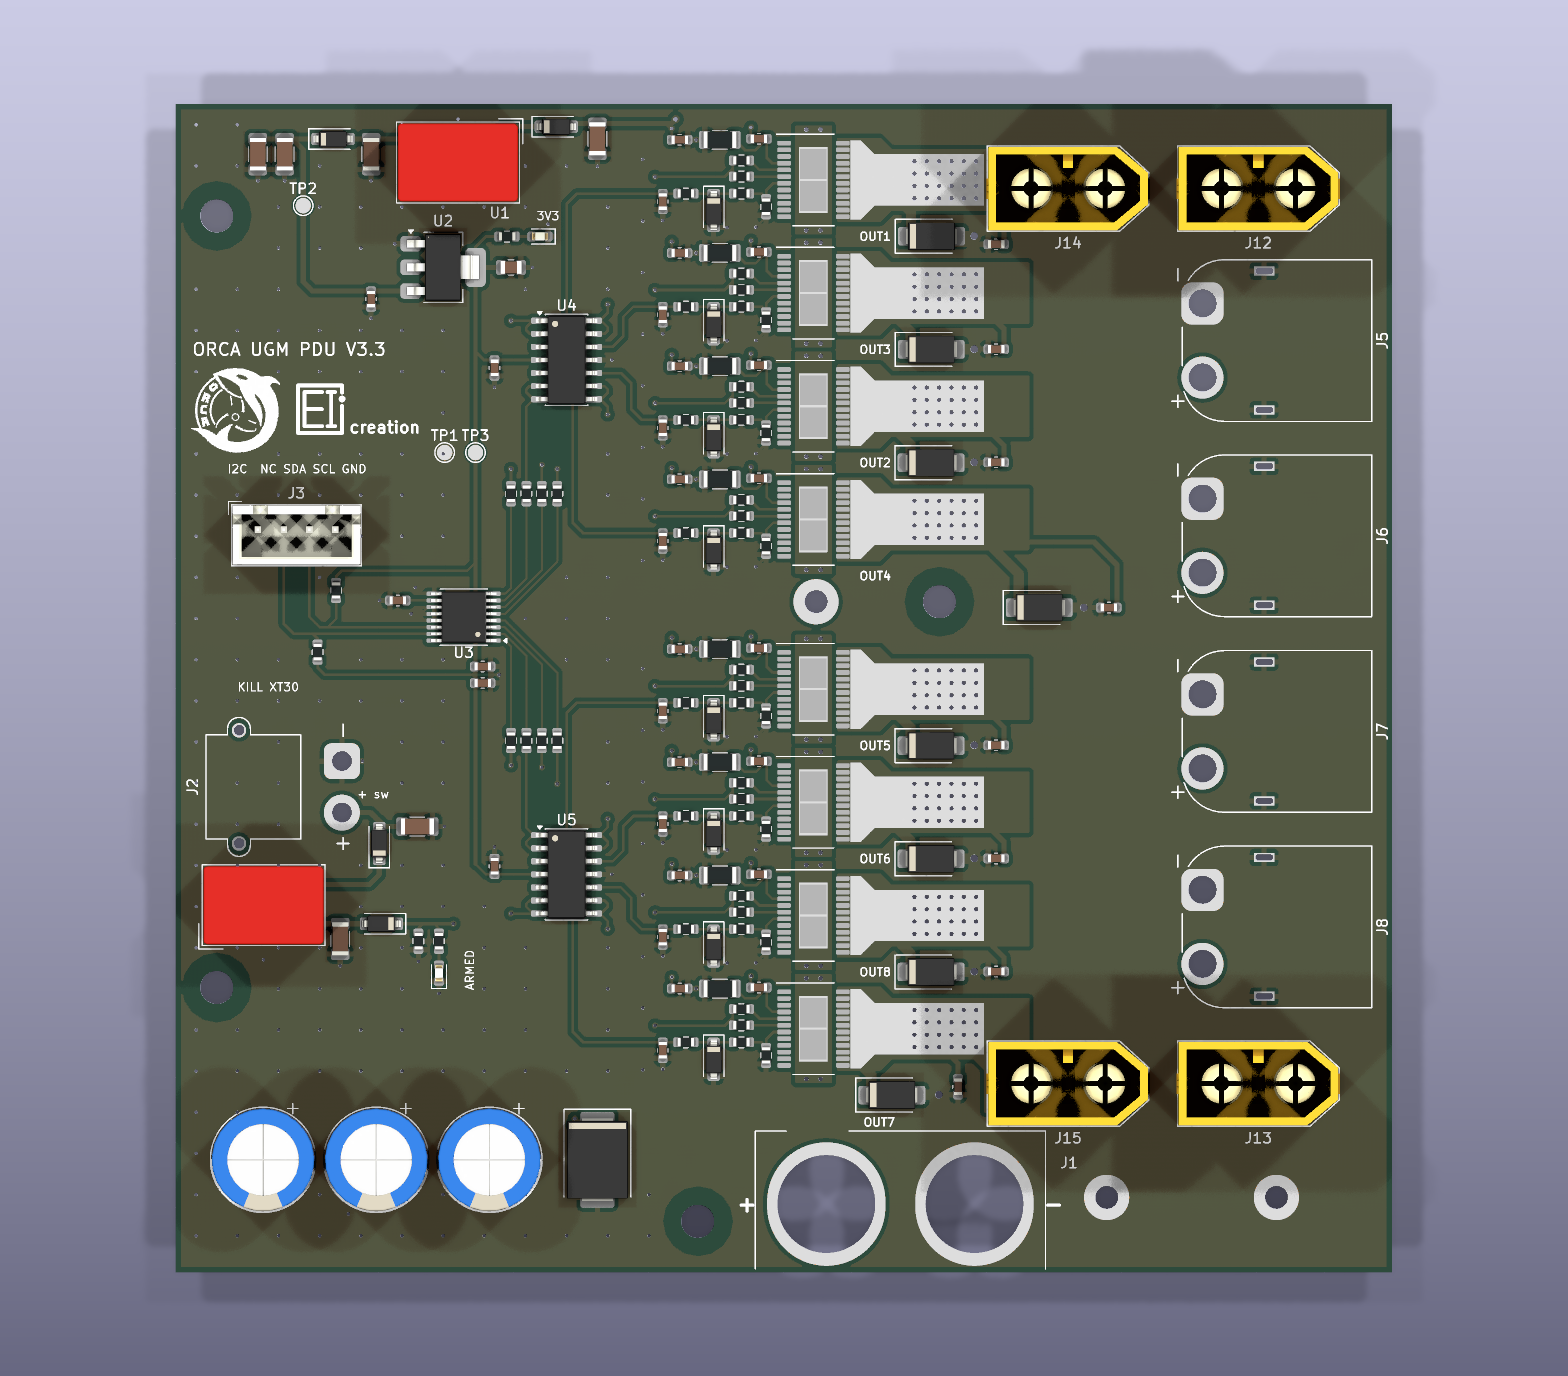 TP2
U1
U2
3V3
OUT1
J14
J12
U4
OUT3
J5
ORCA UGM PDU V3.3
ORCUS
EI
creation
TP1 TP3
OUT2
I2C NC SDA SCL GND
J3
J6
OUT4
U3
KILL XT30
OUT5
J7
J2
+ sw
+
U5
OUT6
ARMED
OUT8
J8
OUT7
J15
J13
J1
+
-